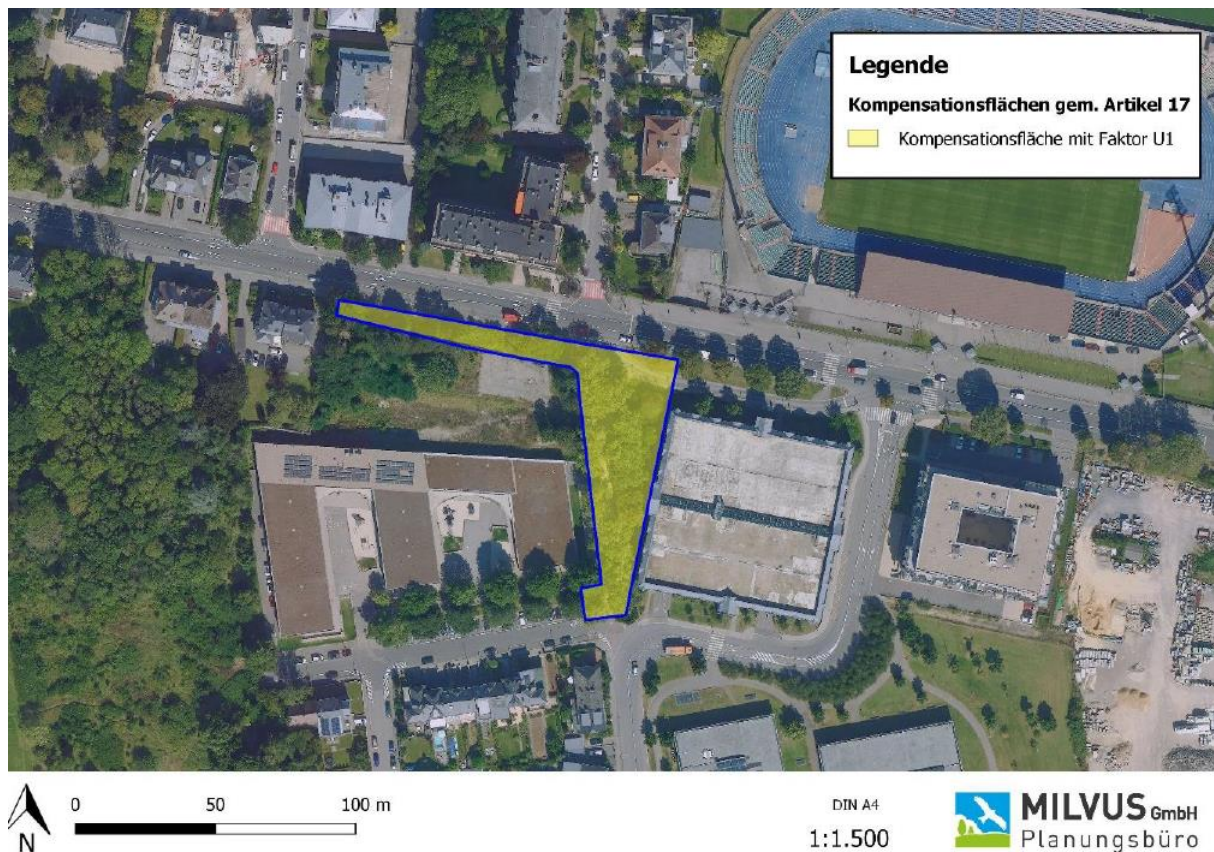 Legende
Kompensationsflächen gem. Artikel 17
Kompensationsfläche mit Faktor U1
N
0 50 100 m
DIN A4
1:1.500
MILVUS GmbH
Planungsbüro